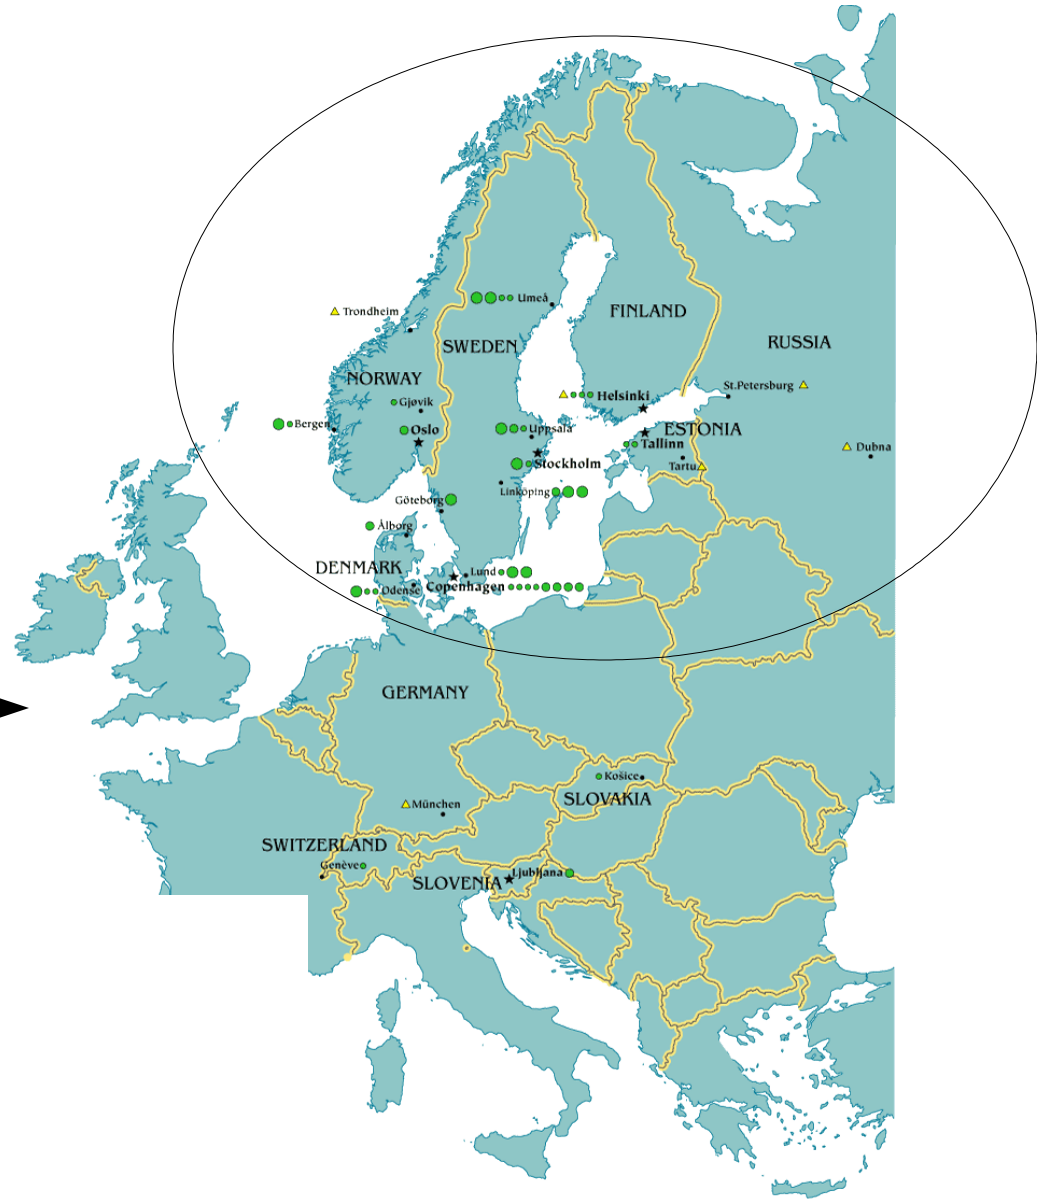 Umeå
Trondheim
FINLAND
SWEDEN
RUSSIA
NORWAY
St.Petersburg
Helsinki
Gjøvik
Bergen
Oslo
Uppsala
ESTONIA
Tallinn
Dubna
Stockholm
Tartu
Linköping
Göteborg
Ålborg
DENMARK
Lund
Copenhagen
Odense
GERMANY
Košice
SLOVAKIA
München
SWITZERLAND
Genève
Ljubljana
SLOVENIA